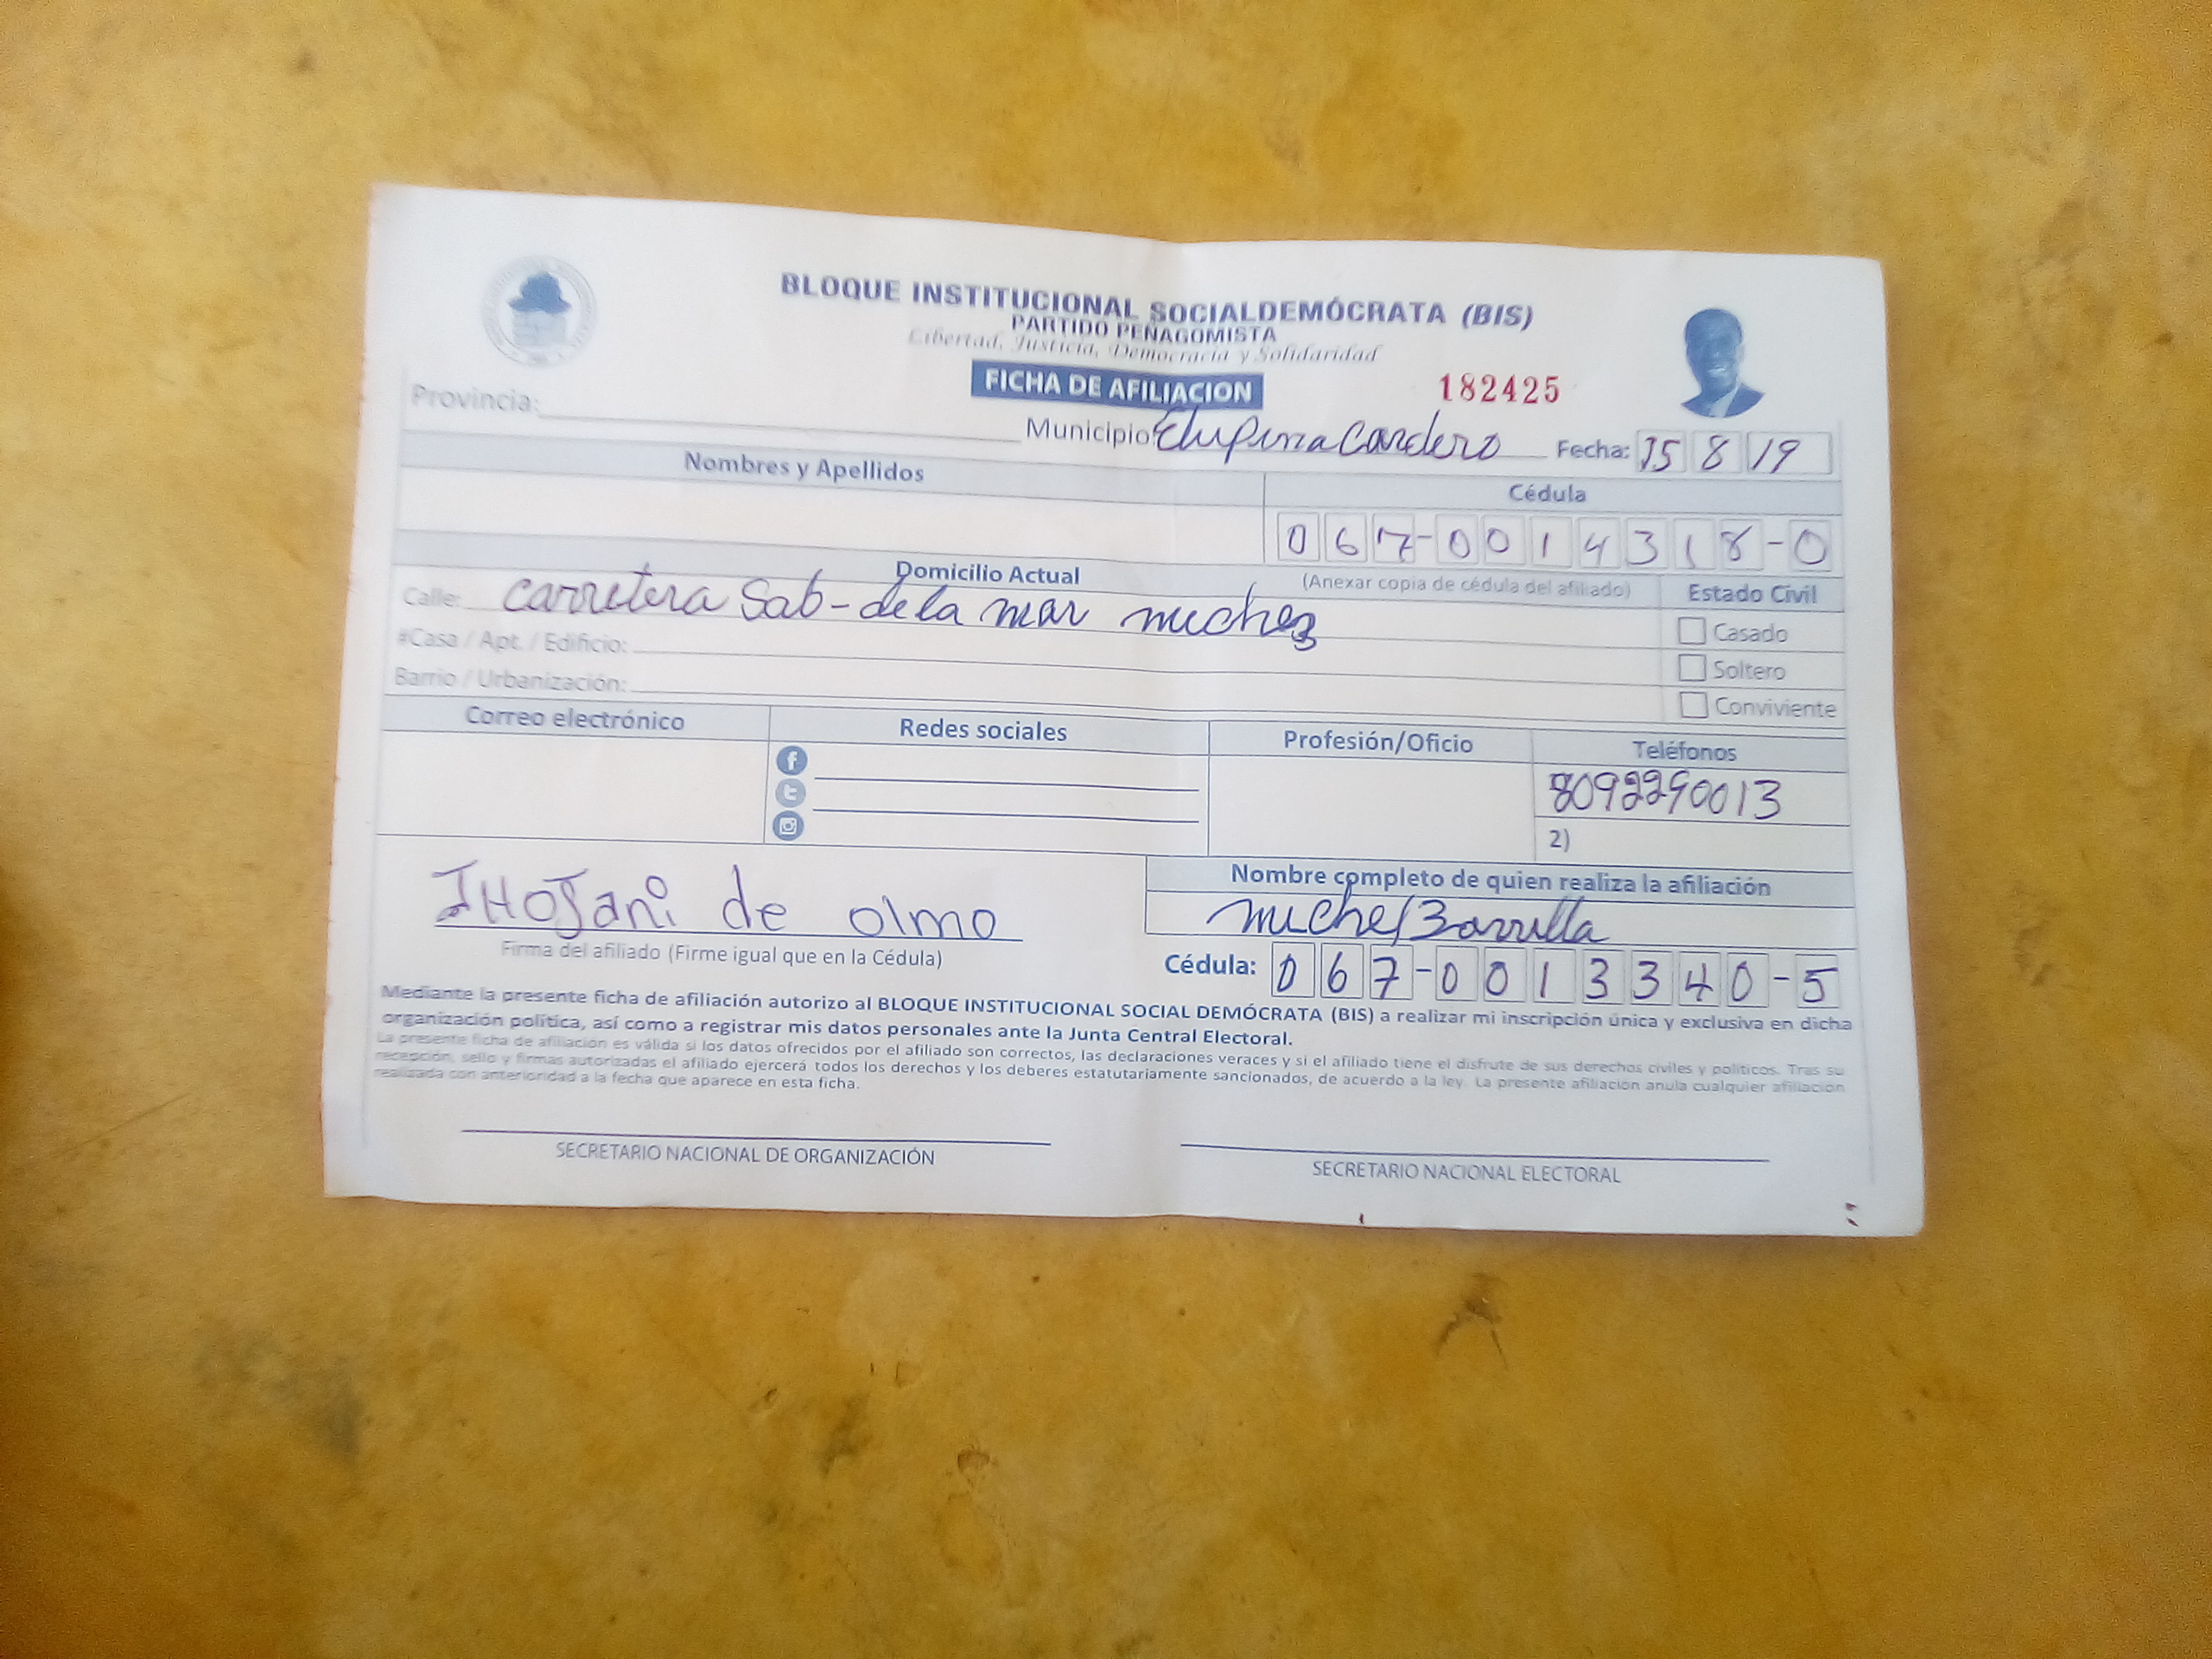 BLOQUE INSTITUCIONAL SOCIALDEMÓCRATA (BIS)
PARTIDO PEÑAGOMISTA
Libertad, Justicia, Democracia y Solidaridad
FICHA DE AFILIACION
182425
Provincia:
Municipio Elupina Cordero Fecha: 15 8 19
Nombres y Apellidos
Cédula
067-0014318-0
Domicilio Actual
(Anexar copia de cédula del afiliado)
Estado Civil
Calle: carretera Sab-de la mar miches
Casado
#Casa / Apt. / Edificio:
Soltero
Barrio / Urbanización:
Conviviente
Correo electrónico
Redes sociales
Profesión/Oficio
Teléfonos
8092290013
2)
JHOJani de olmo
Firma del afiliado (Firme igual que en la Cédula)
Nombre completo de quien realiza la afiliación
michel
Cédula: 067-0013340-5
Mediante la presente ficha de afiliación autorizo al BLOQUE INSTITUCIONAL SOCIAL DEMÓCRATA (BIS) a realizar mi inscripción única y exclusiva en dicha
organización política, así como a registrar mis datos personales ante la Junta Central Electoral.
La presente ficha de afiliación es válida si los datos ofrecidos por el afiliado son correctos, las declaraciones veraces y si el afiliado tiene el disfrute de sus derechos civiles y políticos. Tras su
recepción, sello y firmas autorizadas el afiliado ejercerá todos los derechos y los deberes estatutariamente sancionados, de acuerdo a la ley. La presente afiliación anula cualquier afiliación
realizada con anterioridad a la fecha que aparece en esta ficha.
SECRETARIO NACIONAL DE ORGANIZACIÓN
SECRETARIO NACIONAL ELECTORAL